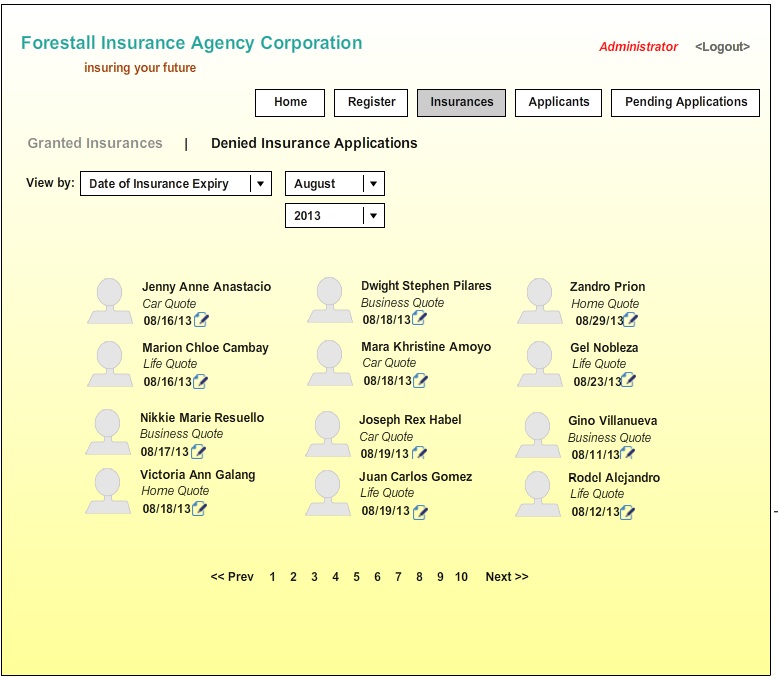 Forestall Insurance Agency Corporation
Administrator <Logout>
insuring your future
Home Register Insurances Applicants Pending Applications
Granted Insurances | Denied Insurance Applications
View by: Date of Insurance Expiry August
2013
Jenny Anne Anastacio Dwight Stephen Pilares Zandro Prion
Car Quote Business Quote Home Quote
08/16/13 08/18/13 08/29/13
Marion Chloe Cambay Mara Khristine Amoyo Gel Nobleza
Life Quote Car Quote Life Quote
08/16/13 08/18/13 08/23/13
Nikkie Marie Resuello Joseph Rex Habel Gino Villanueva
Business Quote Car Quote Business Quote
08/17/13 08/19/13 08/11/13
Victoria Ann Galang Juan Carlos Gomez Rodel Alejandro
Home Quote Life Quote Life Quote
08/18/13 08/19/13 08/12/13
<< Prev 1 2 3 4 5 6 7 8 9 10 Next >>